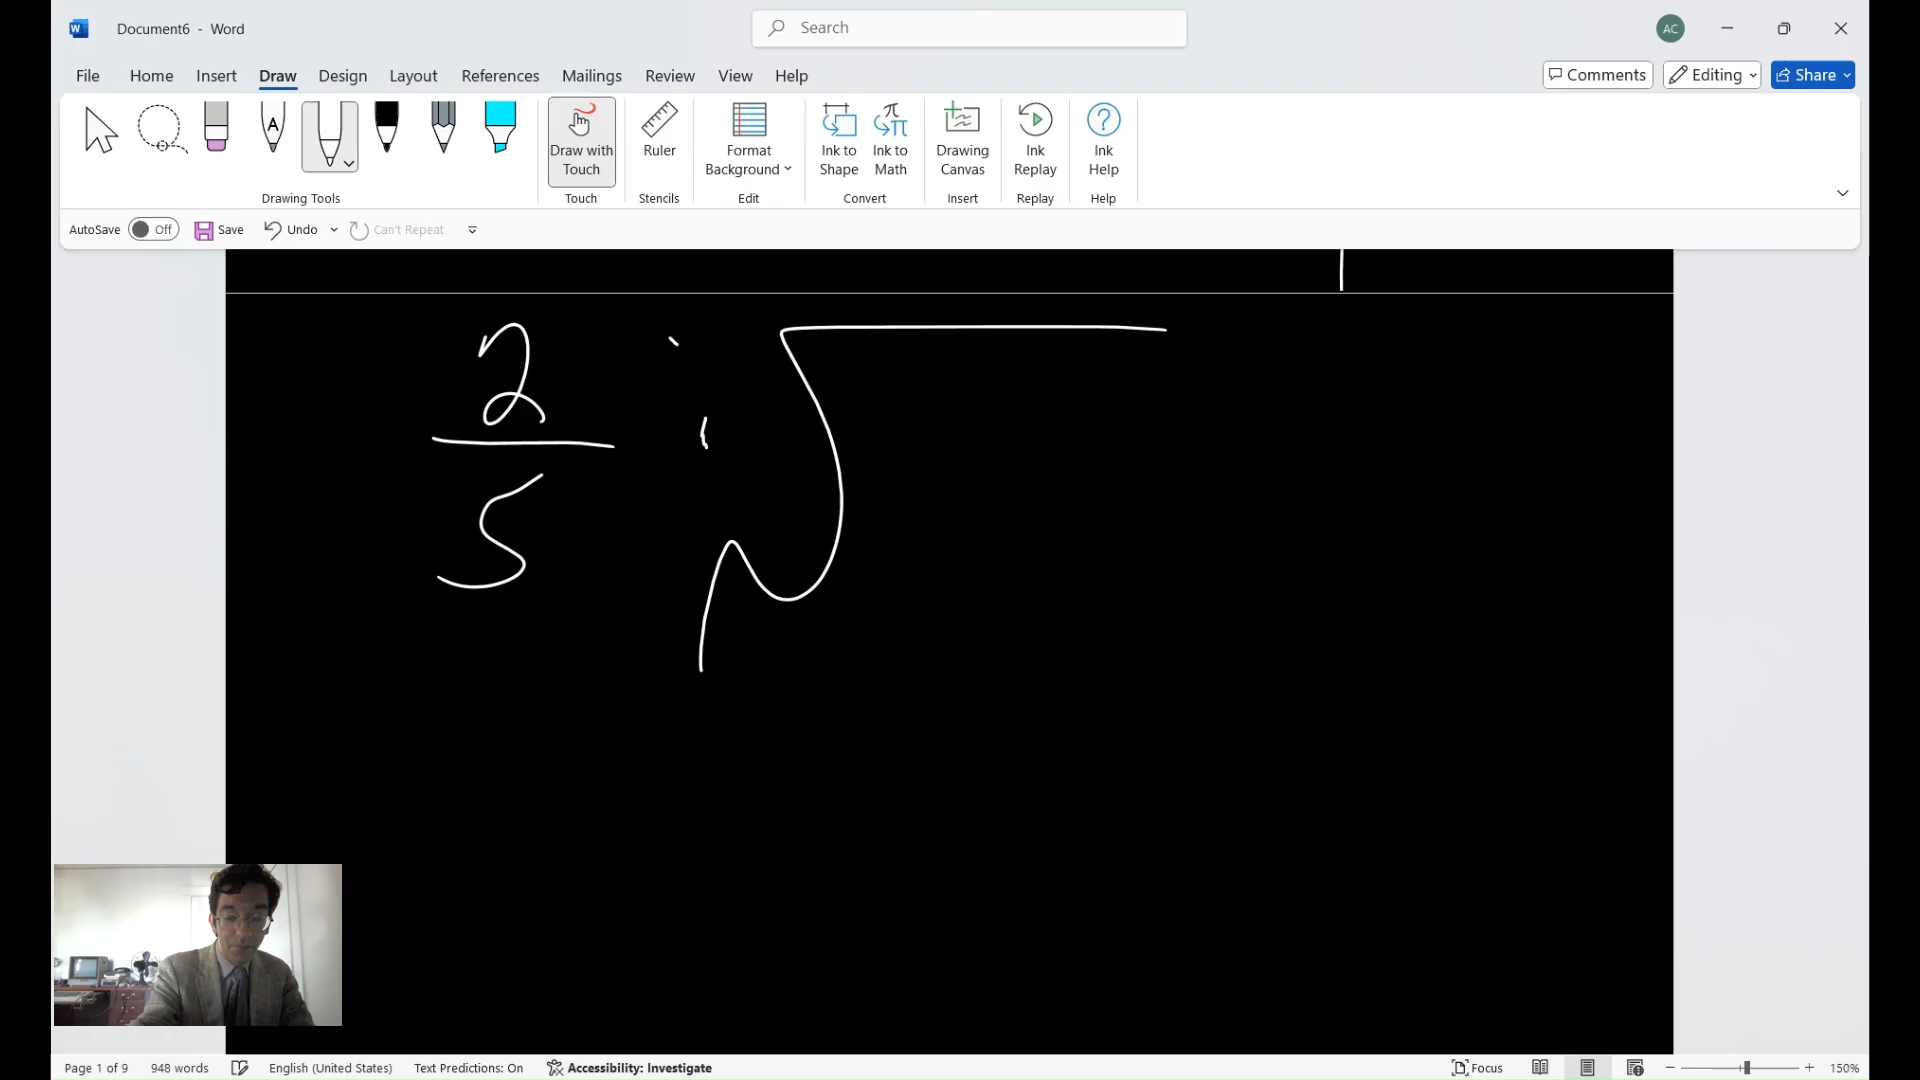 Document6 - Word
Search
AC
File Home Insert Draw Design Layout References Mailings Review View Help
Comments Editing Share
A
Draw with Touch
Ruler
Format Background
Ink to Shape
Ink to Math
Drawing Canvas
Ink Replay
Ink Help
Drawing Tools Touch Stencils Edit Convert Insert Replay Help
AutoSave Off Save Undo Can't Repeat
2
5
Page 1 of 9 948 words English (United States) Text Predictions: On Accessibility: Investigate Focus 150%